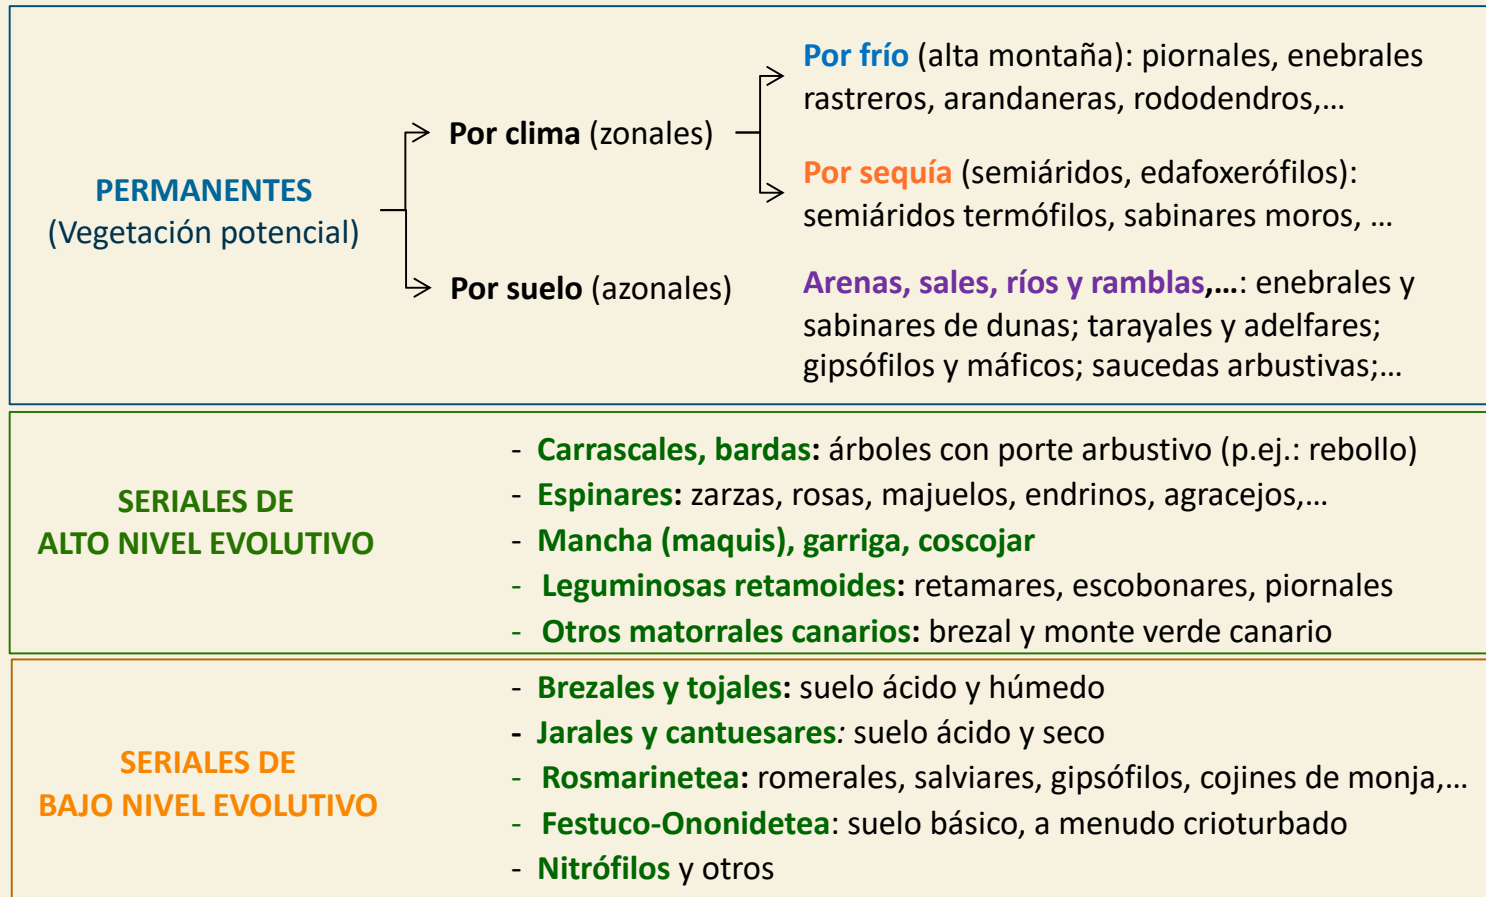 Por frío (alta montaña): piornales, enebrales
rastreros, arandaneras, rododendros,…
Por clima (zonales)
Por sequía (semiáridos, edafoxerófilos):
semiáridos termófilos, sabinares moros, …
PERMANENTES
(Vegetación potencial)
Por suelo (azonales)
Arenas, sales, ríos y ramblas,…: enebrales y
sabinares de dunas; tarayales y adelfares;
gipsófilos y máficos; saucedas arbustivas;…
SERIALES DE
ALTO NIVEL EVOLUTIVO
- Carrascales, bardas: árboles con porte arbustivo (p.ej.: rebollo)
- Espinares: zarzas, rosas, majuelos, endrinos, agracejos,…
- Mancha (maquis), garriga, coscojar
- Leguminosas retamoides: retamares, escobonares, piornales
- Otros matorrales canarios: brezal y monte verde canario
SERIALES DE
BAJO NIVEL EVOLUTIVO
- Brezales y tojales: suelo ácido y húmedo
- Jarales y cantuesares: suelo ácido y seco
- Rosmarinetea: romerales, salviares, gipsófilos, cojines de monja,…
- Festuco-Ononidetea: suelo básico, a menudo crioturbado
- Nitrófilos y otros